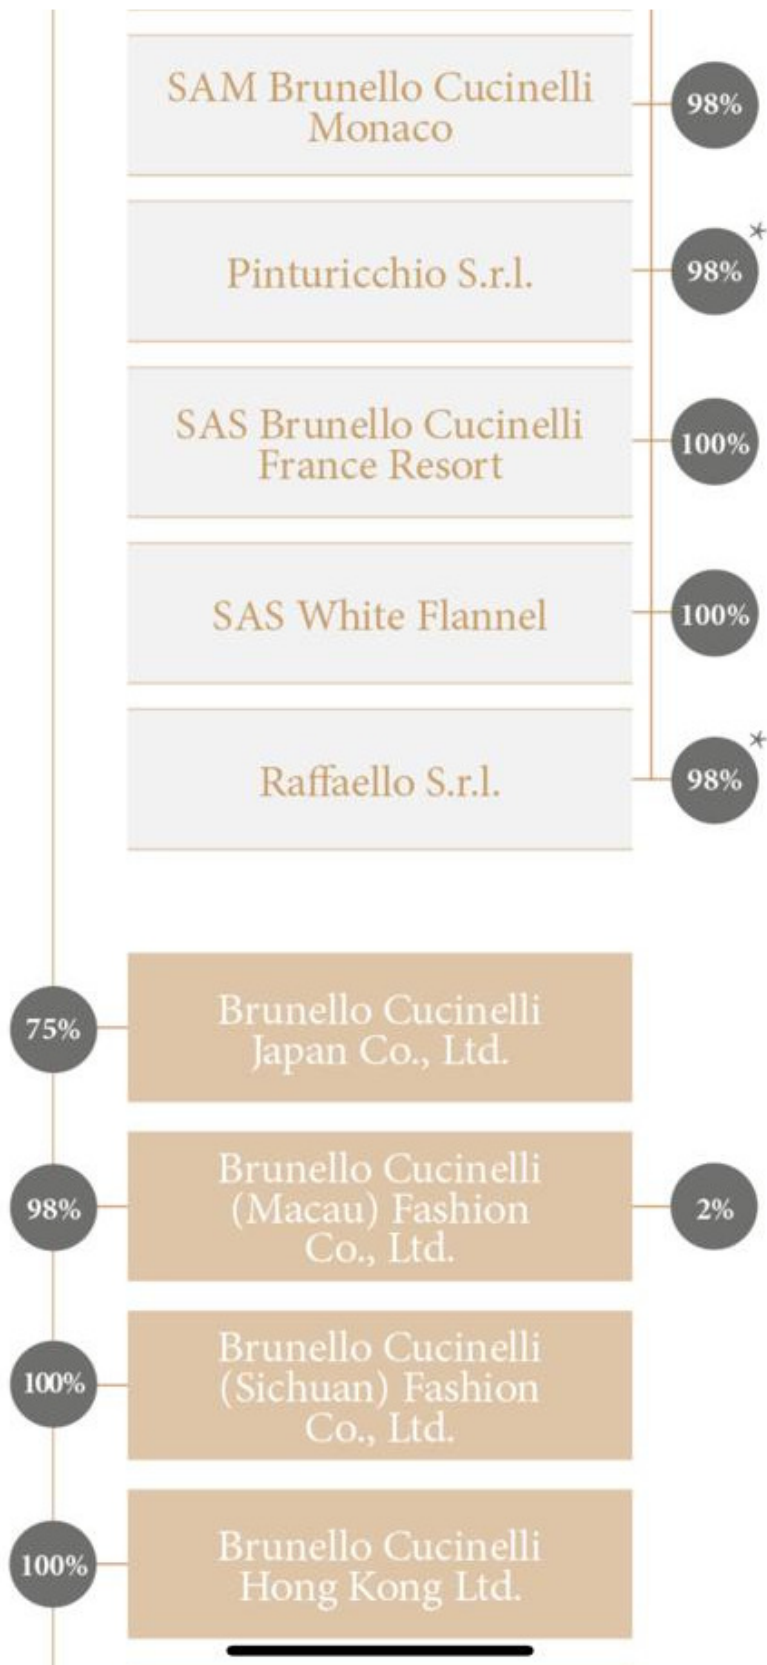 SAM Brunello Cucinelli
Monaco
98%
Pinturicchio S.r.l.
98%*
SAS Brunello Cucinelli
France Resort
100%
SAS White Flannel
100%
Raffaello S.r.l.
98%*
75%
Brunello Cucinelli
Japan Co., Ltd.
98%
Brunello Cucinelli
(Macau) Fashion
Co., Ltd.
2%
100%
Brunello Cucinelli
(Sichuan) Fashion
Co., Ltd.
100%
Brunello Cucinelli
Hong Kong Ltd.